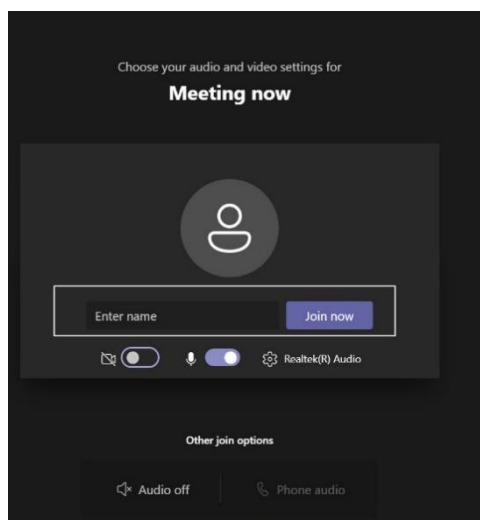 Choose your audio and video settings for
Meeting now
Enter name
Join now
Realtek(R) Audio
Other join options
Audio off
Phone audio